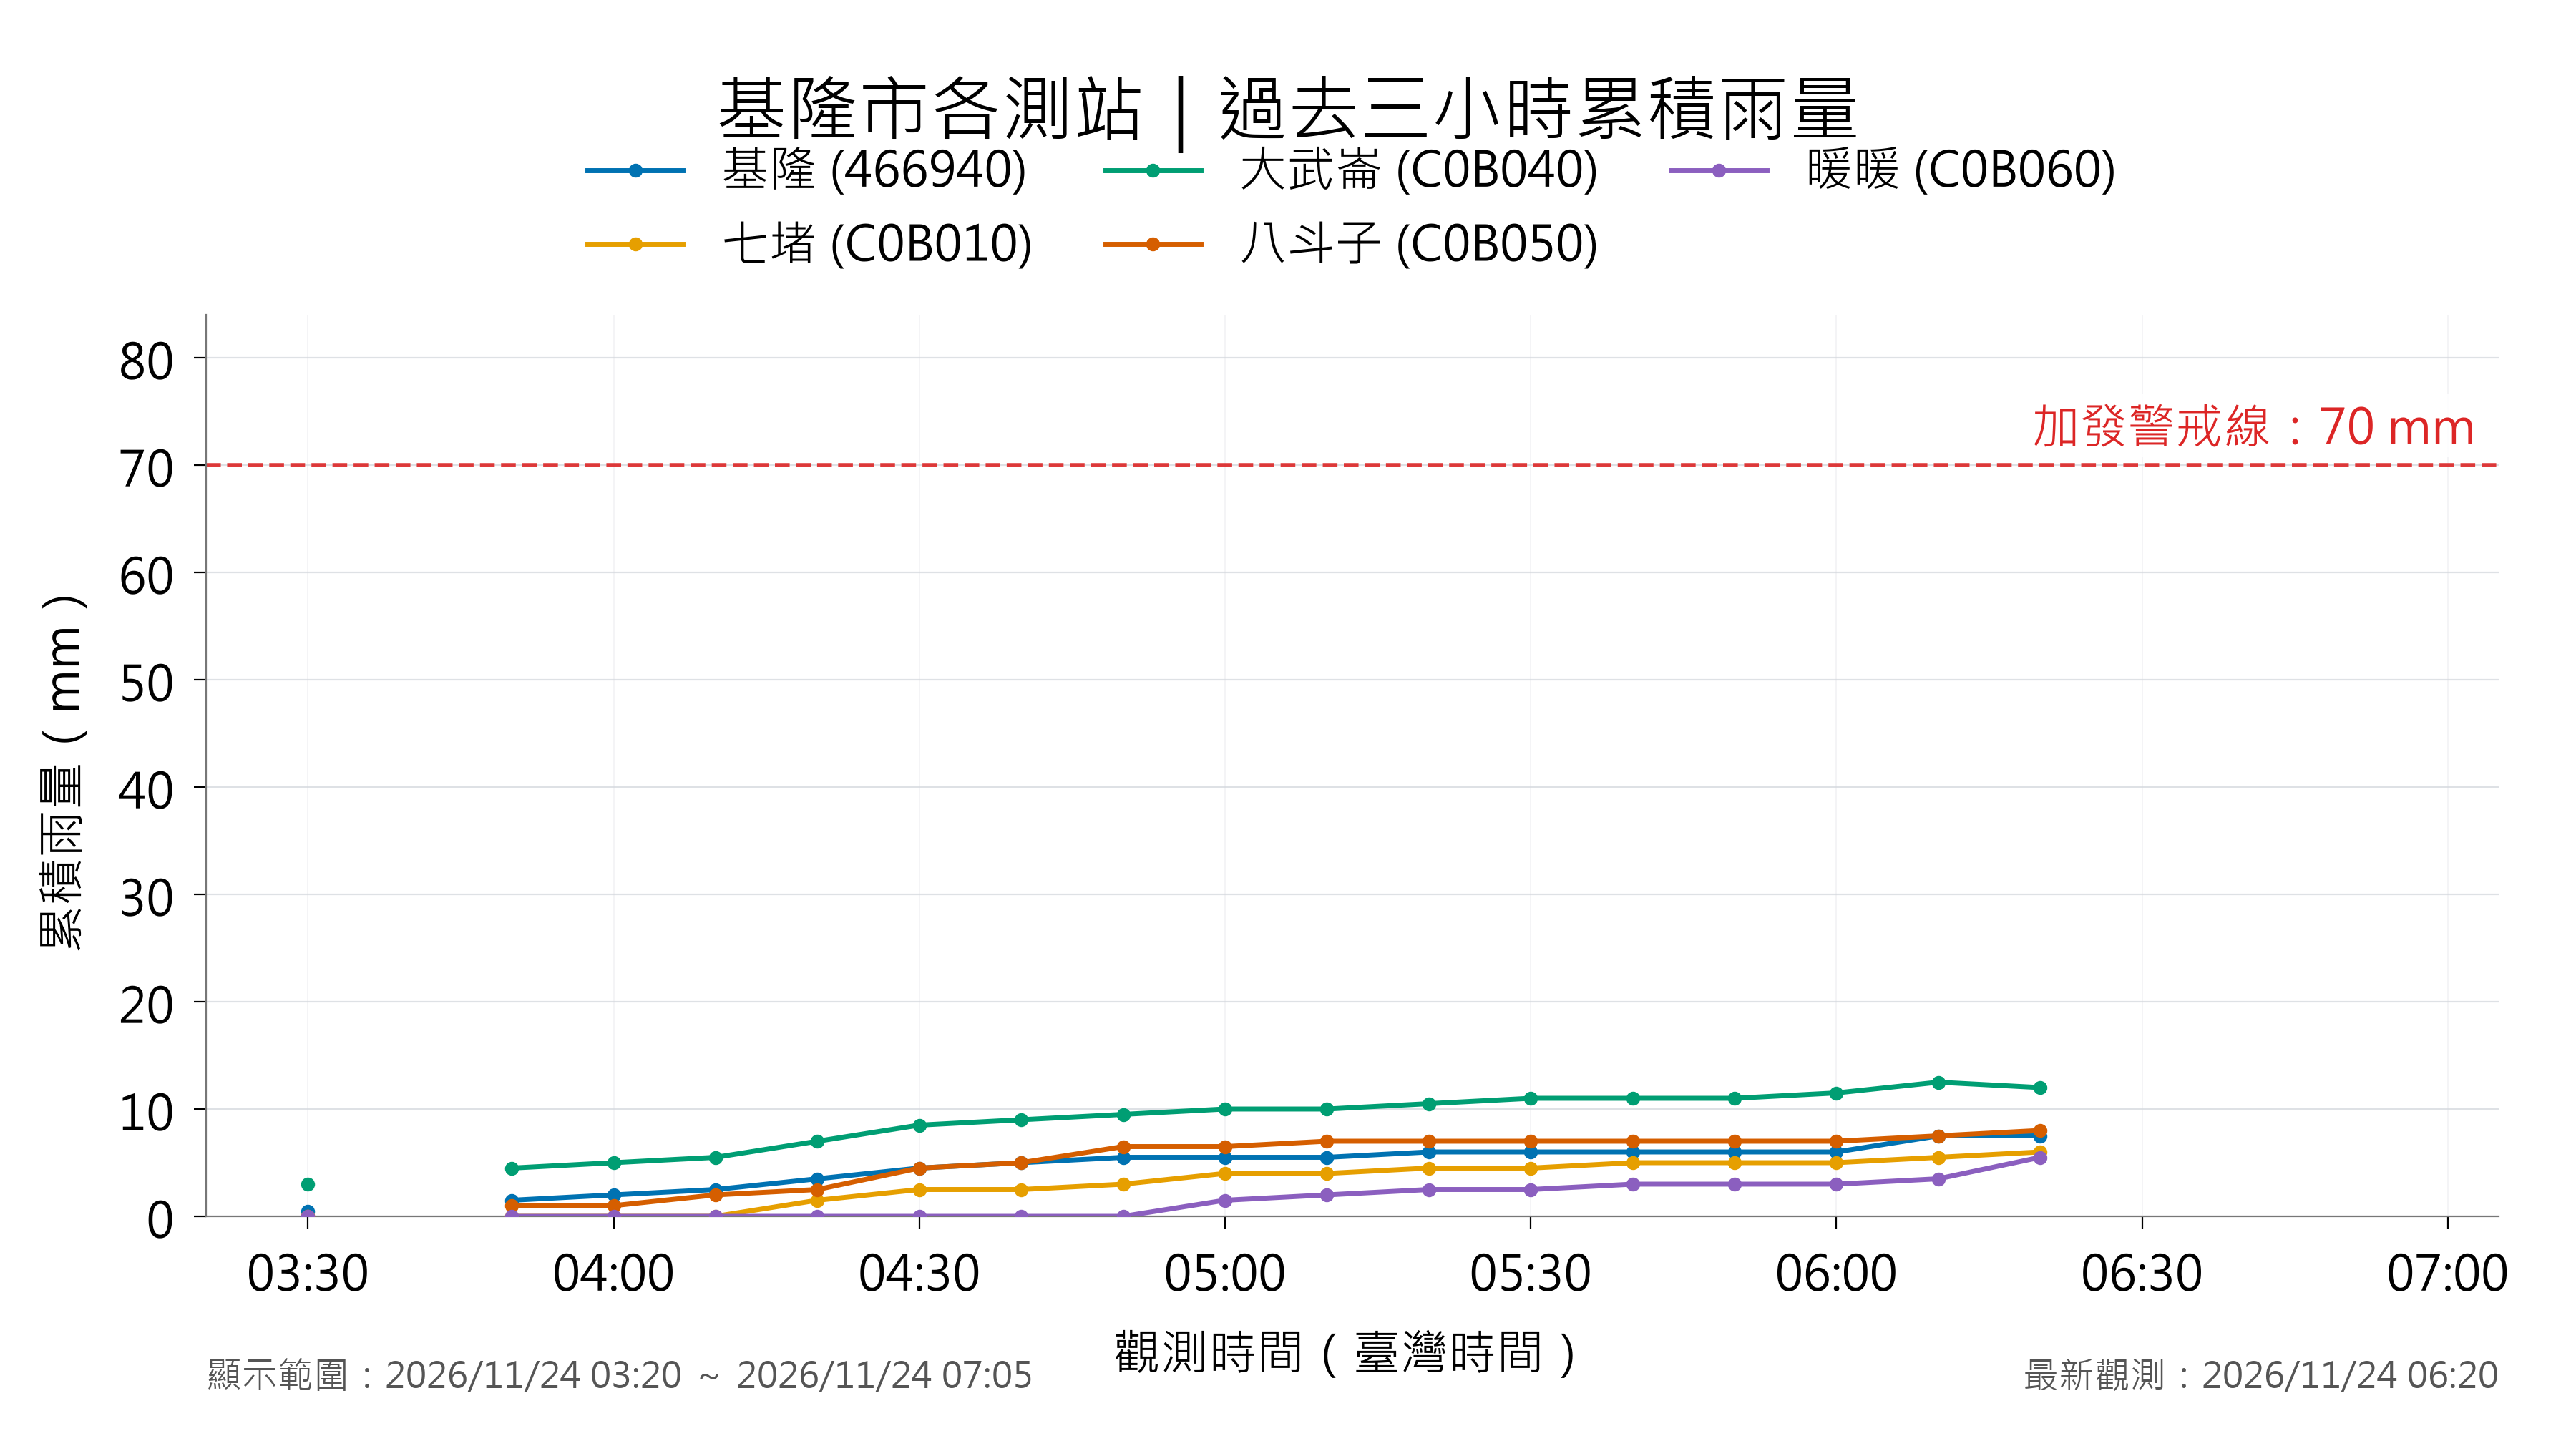 基隆市各測站｜過去三小時累積雨量
基隆 (466940)
大武崙 (C0B040)
暖暖 (C0B060)
七堵 (C0B010)
八斗子 (C0B050)
累積雨量（mm）
80
70
60
50
40
30
20
10
0
加發警戒線：70 mm
03:30
04:00
04:30
05:00
05:30
06:00
06:30
07:00
觀測時間（臺灣時間）
顯示範圍：2026/11/24 03:20 ~ 2026/11/24 07:05
最新觀測：2026/11/24 06:20